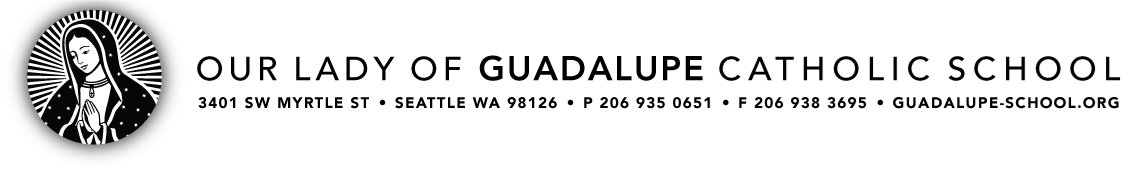 OUR LADY OF GUADALUPE CATHOLIC SCHOOL
3401 SW MYRTLE ST • SEATTLE WA 98126 • P 206 935 0651 • F 206 938 3695 • GUADALUPE-SCHOOL.ORG